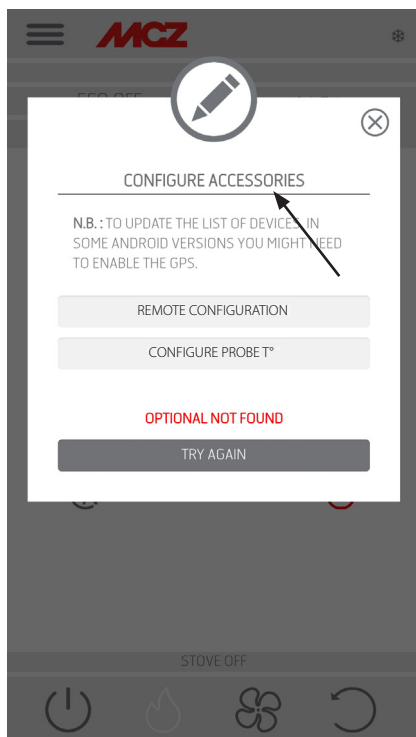 MCZ
CONFIGURE ACCESSORIES
N.B. : TO UPDATE THE LIST OF DEVICES, IN
SOME ANDROID VERSIONS YOU MIGHT NEED
TO ENABLE THE GPS.
REMOTE CONFIGURATION
CONFIGURE PROBE T°
OPTIONAL NOT FOUND
TRY AGAIN
STOVE OFF